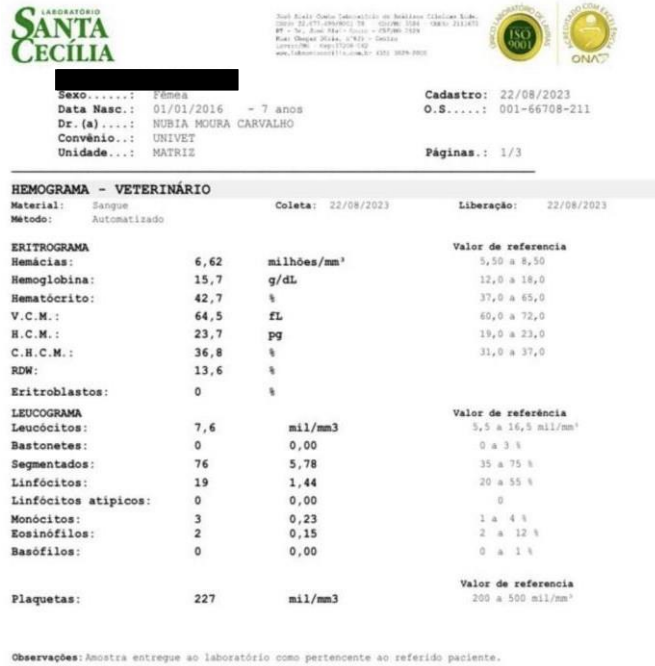 LABORATÓRIO
SANTA
CECÍLIA
ISO
9001
ACREDITADO COM
ONA
Sexo......: Fêmea
Cadastro: 22/08/2023
Data Nasc.: 01/01/2016 - 7 anos
O.S.....: 001-66708-211
Dr.(a)....: NUBIA MOURA CARVALHO
Convênio..: UNIVET
Unidade...: MATRIZ
Páginas.: 1/3
HEMOGRAMA - VETERINÁRIO
Material: Sangue Coleta: 22/08/2023 Liberação: 22/08/2023
Método: Automatizado
ERITROGRAMA Valor de referencia
Hemácias: 6,62 milhões/mm³ 5,50 a 8,50
Hemoglobina: 15,7 g/dL 12,0 a 18,0
Hematócrito: 42,7 % 37,0 a 65,0
V.C.M.: 64,5 fL 60,0 a 72,0
H.C.M.: 23,7 pg 19,0 a 23,0
C.H.C.M.: 36,8 % 31,0 a 37,0
RDW: 13,6 %
Eritroblastos: 0 %
LEUCOGRAMA Valor de referência
Leucócitos: 7,6 mil/mm3 5,5 a 16,5 mil/mm³
Bastonetes: 0 0,00 0 a 3 %
Segmentados: 76 5,78 35 a 75 %
Linfócitos: 19 1,44 20 a 55 %
Linfócitos atípicos: 0 0,00 0
Monócitos: 3 0,23 1 a 4 %
Eosinófilos: 2 0,15 2 a 12 %
Basófilos: 0 0,00 0 a 1 %
Valor de referencia
Plaquetas: 227 mil/mm3 200 a 500 mil/mm³
Observações: Amostra entregue ao laboratório como pertencente ao referido paciente.